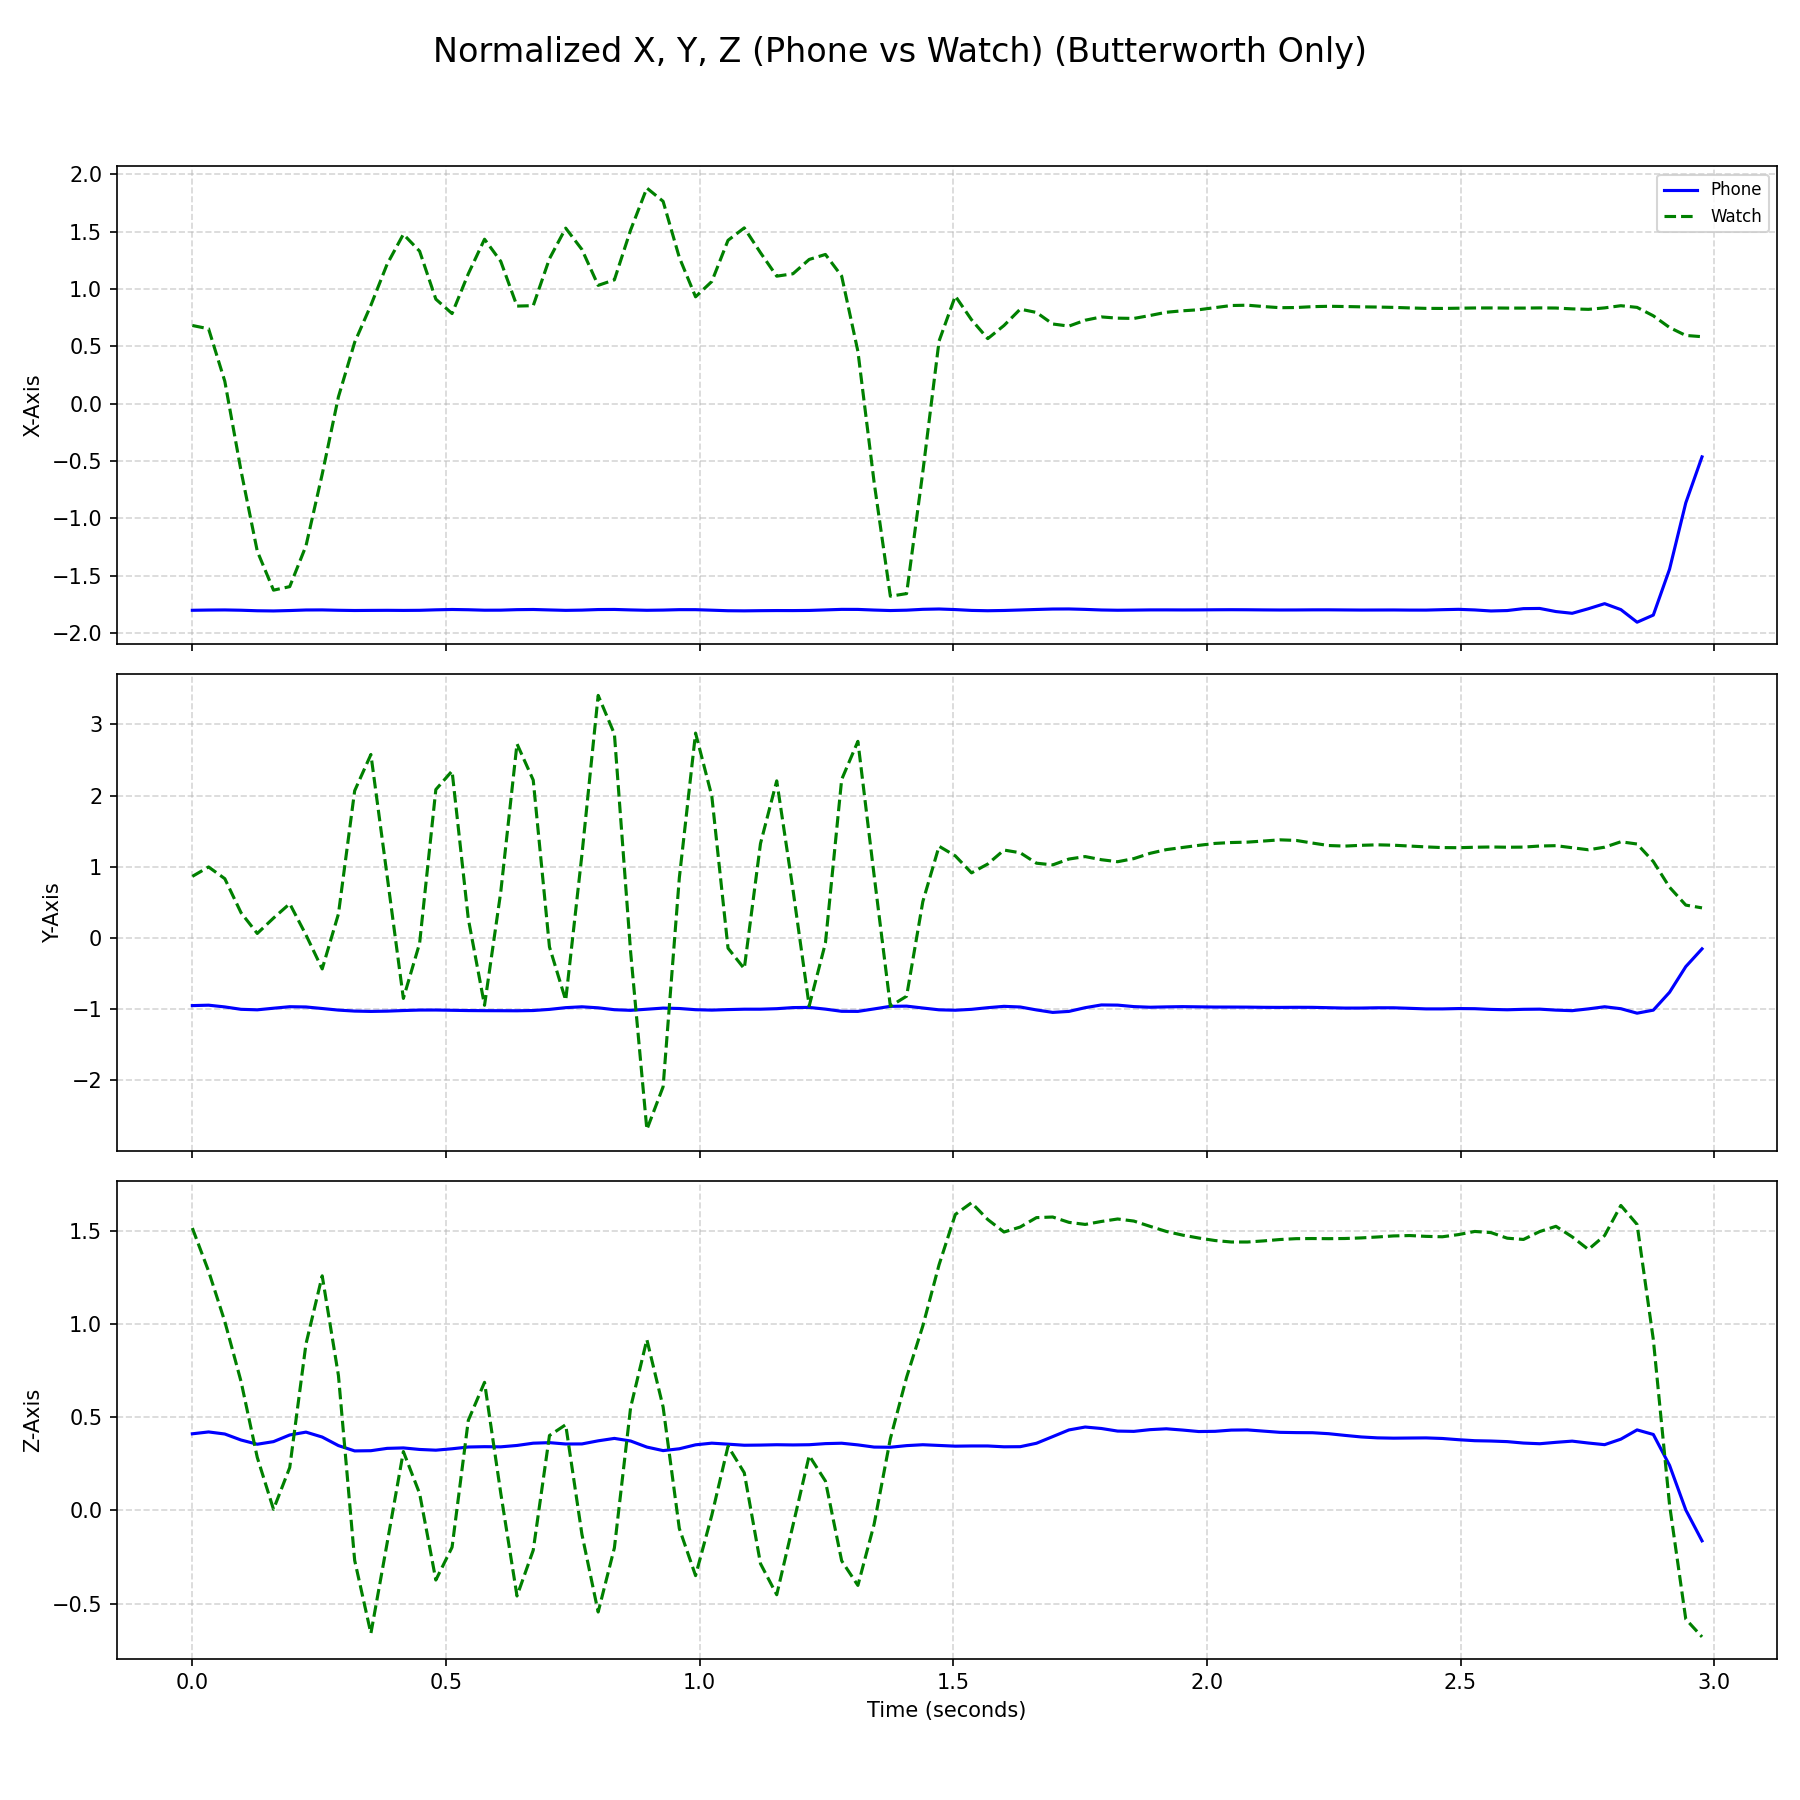 Normalized X, Y, Z (Phone vs Watch) (Butterworth Only)
2.0
1.5
1.0
0.5
0.0
−0.5
−1.0
−1.5
−2.0
X-Axis
Phone
Watch
3
2
1
0
−1
−2
Y-Axis
1.5
1.0
0.5
0.0
−0.5
Z-Axis
0.0 0.5 1.0 1.5 2.0 2.5 3.0
Time (seconds)